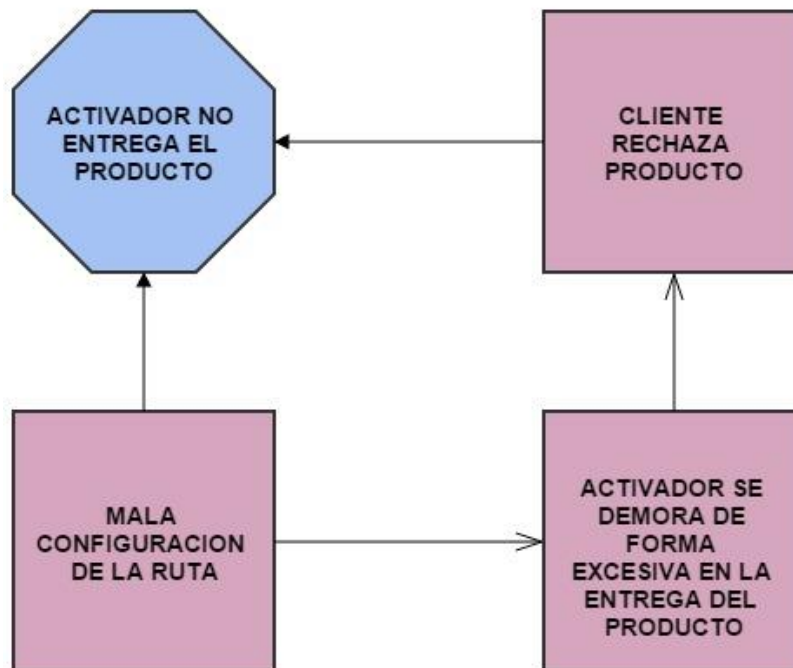 ACTIVADOR NO
ENTREGA EL
PRODUCTO
CLIENTE
RECHAZA
PRODUCTO
MALA
CONFIGURACION
DE LA RUTA
ACTIVADOR SE
DEMORA DE
FORMA
EXCESIVA EN LA
ENTREGA DEL
PRODUCTO